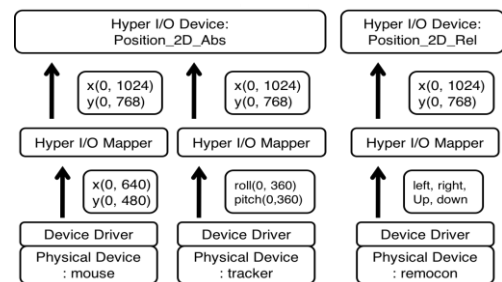 Hyper I/O Device:
Position_2D_Abs
Hyper I/O Device:
Position_2D_Rel
x(0, 1024)
y(0, 768)
x(0, 1024)
y(0, 768)
x(0, 1024)
y(0, 768)
Hyper I/O Mapper
Hyper I/O Mapper
Hyper I/O Mapper
x(0, 640)
y(0, 480)
roll(0, 360)
pitch(0,360)
left, right,
Up, down
Device Driver
Device Driver
Device Driver
Physical Device
: mouse
Physical Device
: tracker
Physical Device
: remocon